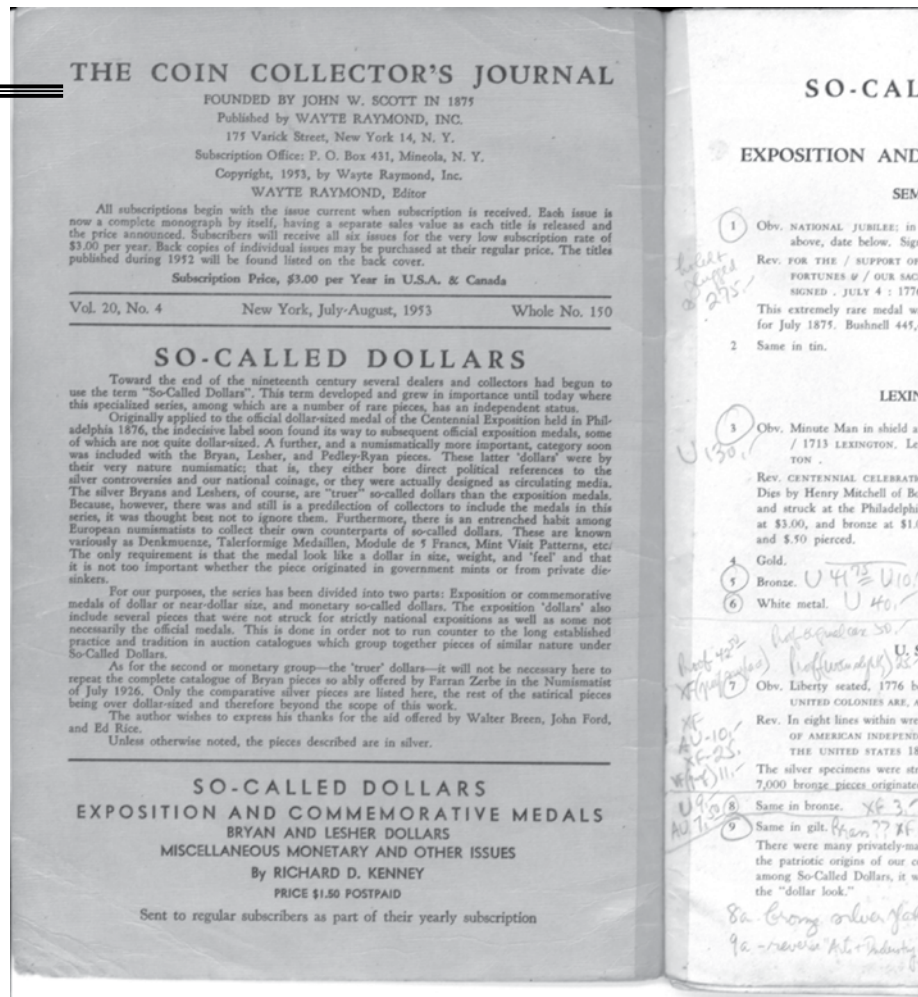 THE COIN COLLECTOR'S JOURNAL
FOUNDED BY JOHN W. SCOTT IN 1875
Published by WAYTE RAYMOND, INC.
175 Varick Street, New York 14, N. Y.
Subscription Office: P. O. Box 431, Mineola, N. Y.
Copyright, 1953, by Wayte Raymond, Inc.
WAYTE RAYMOND, Editor
All subscriptions begin with the issue current when subscription is received. Each issue is
now a complete monograph by itself, having a separate sales value as each title is released and
the price announced. Subscribers will receive all six issues for the very low subscription rate of
$3.00 per year. Back copies of individual issues may be purchased at their regular price. The titles
published during 1952 will be found listed on the back cover.
Subscription Price, $3.00 per Year in U.S.A. & Canada
Vol. 20, No. 4 New York, July-August, 1953 Whole No. 150
SO-CALLED DOLLARS
Toward the end of the nineteenth century several dealers and collectors had begun to
use the term "So-Called Dollars". This term developed and grew in importance until today where
this specialized series, among which are a number of rare pieces, has an independent status.
Originally applied to the official dollar-sized medal of the Centennial Exposition held in Phil-
adelphia 1876, the indecisive label soon found its way to subsequent official exposition medals, some
of which are not quite dollar-sized. A further, and a numismatically more important, category soon
was included with the Bryan, Lesher, and Pedley-Ryan pieces. These latter 'dollars' were by
their very nature numismatic; that is, they either bore direct political references to the
silver controversies and our national coinage, or they were actually designed as circulating media.
The silver Bryans and Leshers, of course, are "truer" so-called dollars than the exposition medals.
Because, however, there was and still is a predilection of collectors to include the medals in this
series, it was thought best not to ignore them. Furthermore, there is an entrenched habit among
European numismatists to collect their own counterparts of so-called dollars. These are known
variously as Denkmuenze, Talerformige Medaillen, Module de 5 Francs, Mint Visit Patterns, etc/
The only requirement is that the medal look like a dollar in size, weight, and 'feel' and that
it is not too important whether the piece originated in government mints or from private die-
sinkers.
For our purposes, the series has been divided into two parts: Exposition or commemorative
medals of dollar or near-dollar size, and monetary so-called dollars. The exposition 'dollars' also
include several pieces that were not struck for strictly national expositions as well as some not
necessarily the official medals. This is done in order not to run counter to the long established
practice and tradition in auction catalogues which group together pieces of similar nature under
So-Called Dollars.
As for the second or monetary group—the 'truer' dollars—it will not be necessary here to
repeat the complete catalogue of Bryan pieces so ably offered by Farran Zerbe in the Numismatist
of July 1926. Only the comparative silver pieces are listed here, the rest of the satirical pieces
being over dollar-sized and therefore beyond the scope of this work.
The author wishes to express his thanks for the aid offered by Walter Breen, John Ford,
and Ed Rice.
Unless otherwise noted, the pieces described are in silver.
SO-CALLED DOLLARS
EXPOSITION AND COMMEMORATIVE MEDALS
BRYAN AND LESHER DOLLARS
MISCELLANEOUS MONETARY AND OTHER ISSUES
By RICHARD D. KENNEY
PRICE $1.50 POSTPAID
Sent to regular subscribers as part of their yearly subscription
SO-CAL
EXPOSITION AND
SEM
1 Obv. NATIONAL JUBILEE: in
above, date below. Sig
Rev. FOR THE / SUPPORT OF
FORTUNES & / OUR SAC
SIGNED . JULY 4 : 1776
275.-
This extremely rare medal w
for July 1875. Bushnell 445,
2 Same in tin.
LEXIN
3 Obv. Minute Man in shield a
/ 1713 LEXINGTON. Le
TON .
U 130.-
Rev. CENTENNIAL CELEBRATI
Dies by Henry Mitchell of Bo
and struck at the Philadelphi
at $3.00, and bronze at $1.0
and $.50 pierced.
4 Gold.
5 Bronze.
6 White metal. U 40.-
U. S
7 Obv. Liberty seated, 1776 b
UNITED COLONIES ARE, A
Rev. In eight lines within wre
OF AMERICAN INDEPEND
THE UNITED STATES 18
XF
AU-10.-
XF-25.
The silver specimens were str
7,000 bronze pieces originate
8 Same in bronze. XF 3.
9 Same in gilt.
There were many privately-ma
the patriotic origins of our co
among So-Called Dollars, it w
the "dollar look."
8a
9a - reverse